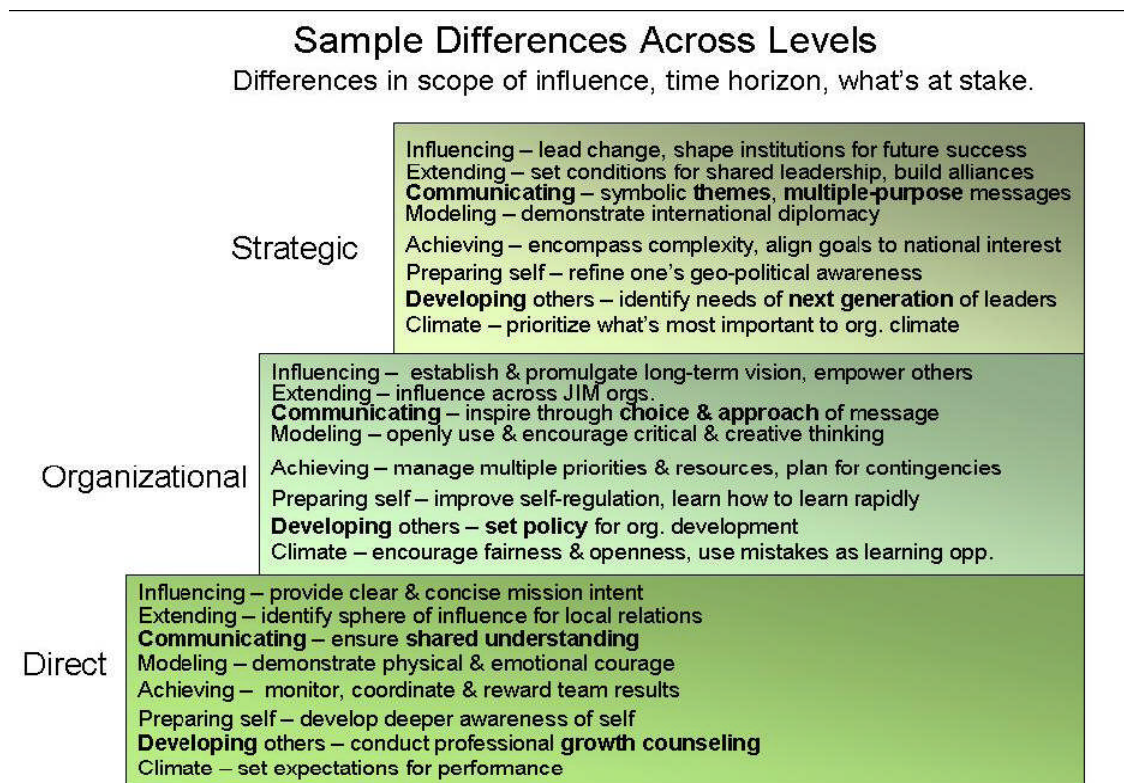 Sample Differences Across Levels
Differences in scope of influence, time horizon, what's at stake.
Strategic
Influencing – lead change, shape institutions for future success
Extending – set conditions for shared leadership, build alliances
Communicating – symbolic themes, multiple-purpose messages
Modeling – demonstrate international diplomacy
Achieving – encompass complexity, align goals to national interest
Preparing self – refine one's geo-political awareness
Developing others – identify needs of next generation of leaders
Climate – prioritize what's most important to org. climate
Organizational
Influencing – establish & promulgate long-term vision, empower others
Extending – influence across JIM orgs.
Communicating – inspire through choice & approach of message
Modeling – openly use & encourage critical & creative thinking
Achieving – manage multiple priorities & resources, plan for contingencies
Preparing self – improve self-regulation, learn how to learn rapidly
Developing others – set policy for org. development
Climate – encourage fairness & openness, use mistakes as learning opp.
Direct
Influencing – provide clear & concise mission intent
Extending – identify sphere of influence for local relations
Communicating – ensure shared understanding
Modeling – demonstrate physical & emotional courage
Achieving – monitor, coordinate & reward team results
Preparing self – develop deeper awareness of self
Developing others – conduct professional growth counseling
Climate – set expectations for performance